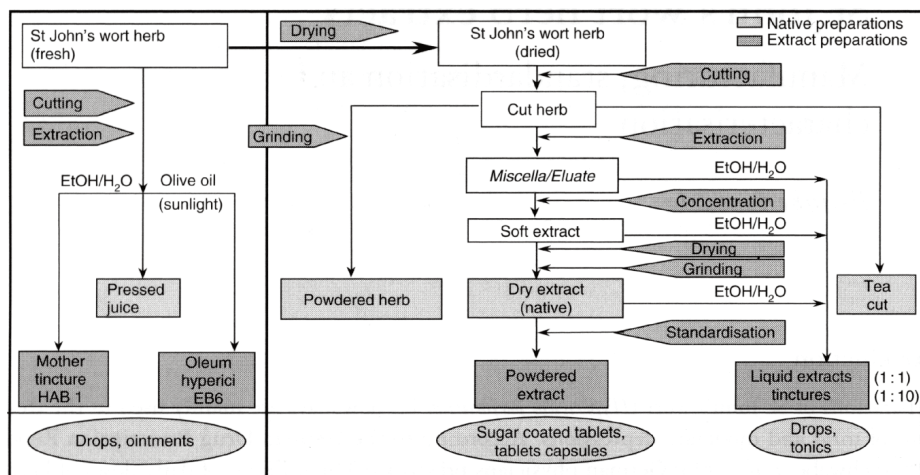 St John's wort herb
(fresh)
Drying
St John's wort herb
(dried)
Native preparations
Extract preparations
Cutting
Extraction
Cutting
Cut herb
Grinding
Extraction
EtOH/H₂O
Olive oil
(sunlight)
Miscella/Eluate
EtOH/H₂O
Concentration
Soft extract
EtOH/H₂O
Drying
Grinding
Pressed
juice
Powdered herb
Dry extract
(native)
EtOH/H₂O
Tea
cut
Standardisation
Mother
tincture
HAB 1
Oleum
hyperici
EB6
Powdered
extract
Liquid extracts
tinctures
(1 : 1)
(1 : 10)
Drops, ointments
Sugar coated tablets,
tablets capsules
Drops,
tonics